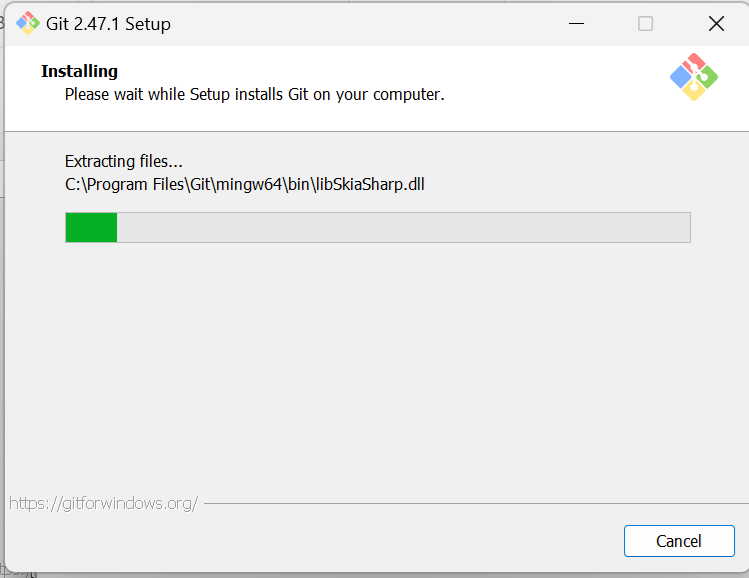 Git 2.47.1 Setup
Installing
Please wait while Setup installs Git on your computer.
Extracting files...
C:\Program Files\Git\mingw64\bin\libSkiaSharp.dll
https://gitforwindows.org/
Cancel